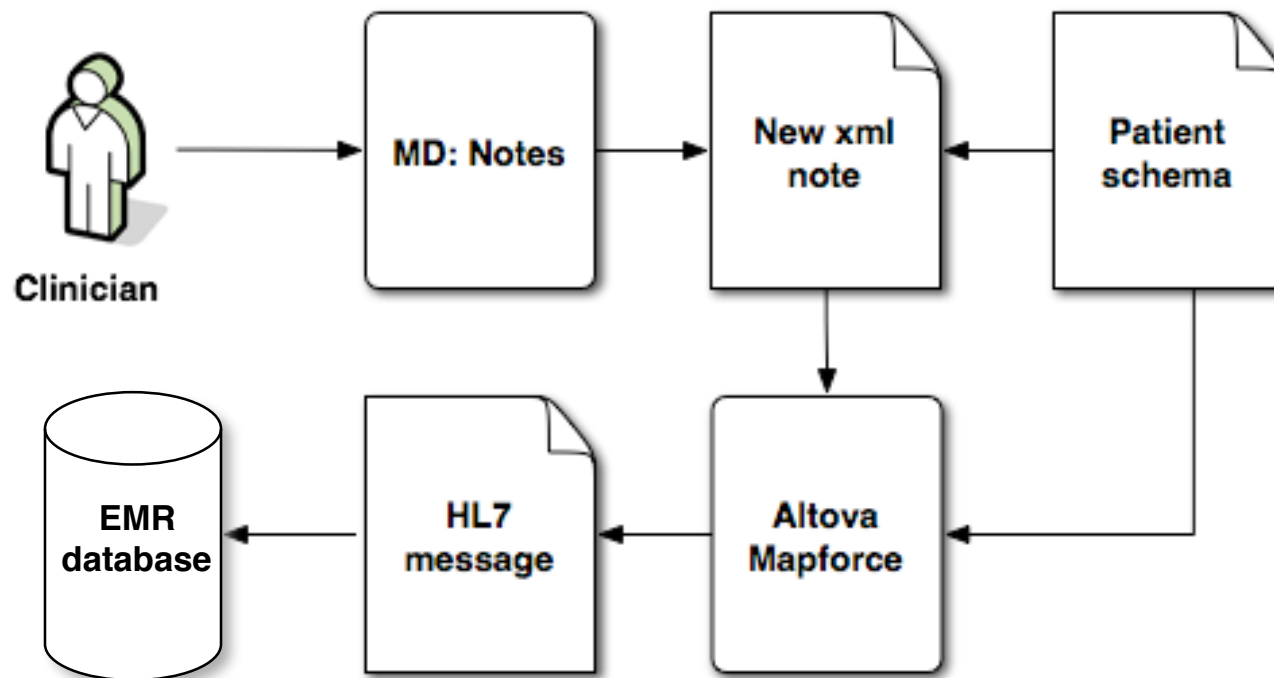 MD: Notes
New xml
note
Patient
schema
Clinician
EMR
database
HL7
message
Altova
Mapforce